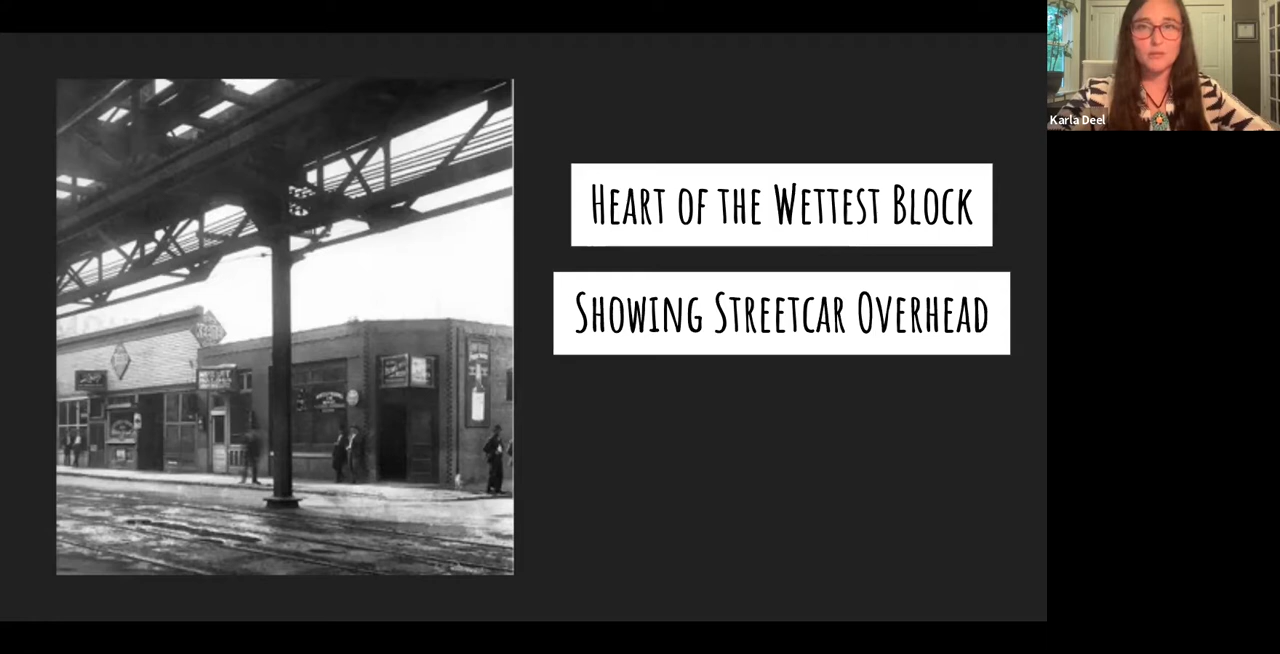 Heart of the Wettest Block
Showing Streetcar Overhead
Karla Deel